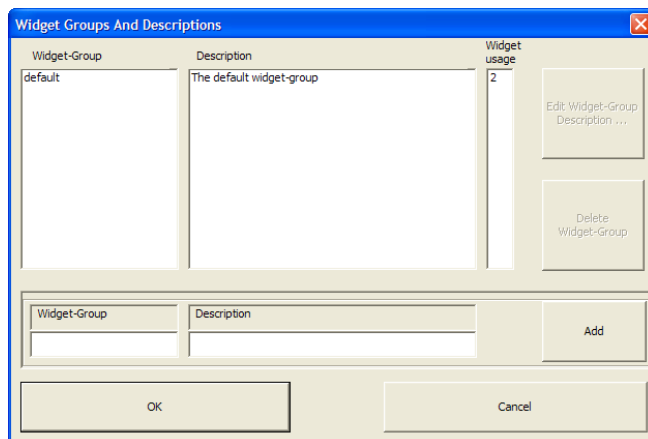 Widget Groups And Descriptions
Widget-Group
Description
Widget
usage
default
The default widget-group
2
Edit Widget-Group
Description ...
Delete
Widget-Group
Widget-Group
Description
Add
OK
Cancel